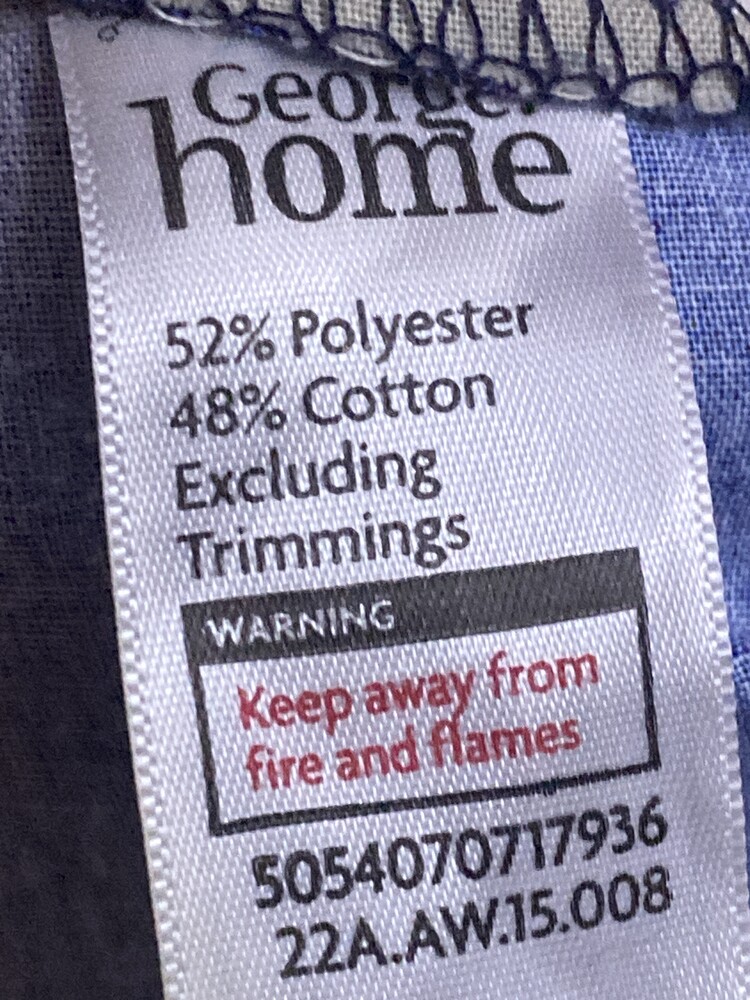 George.
home
52% Polyester
48% Cotton
Excluding
Trimmings
WARNING
Keep away from
fire and flames
5054070717936
22A.AW.15.008